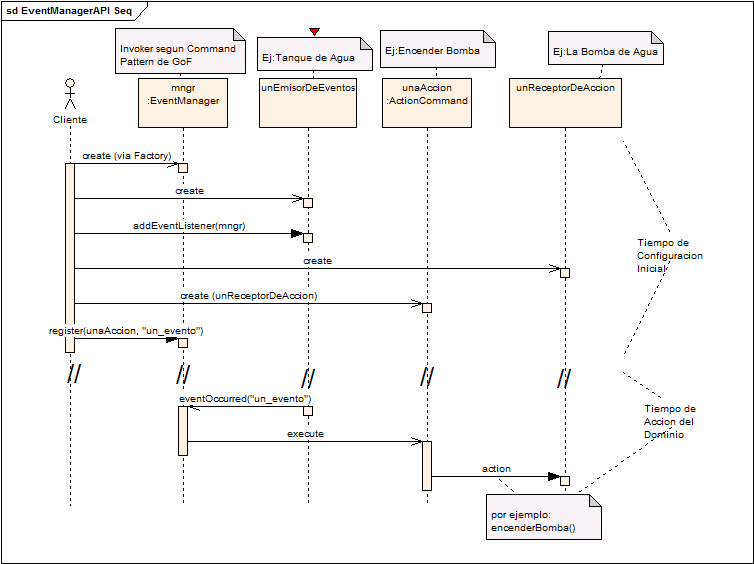 sd EventManagerAPI Seq
Invoker segun Command
Pattern de GoF
Ej:Tanque de Agua
Ej:Encender Bomba
Ej:La Bomba de Agua
Cliente
mngr
:EventManager
unEmisorDeEventos
unaAccion
:ActionCommand
unReceptorDeAccion
create (via Factory)
create
addEventListener(mngr)
create
create (unReceptorDeAccion)
register(unaAccion, "un_evento")
Tiempo de
Configuracion
Inicial
// // // // //
eventOccurred("un_evento")
execute
action
Tiempo de
Accion del
Dominio
por ejemplo:
encenderBomba()